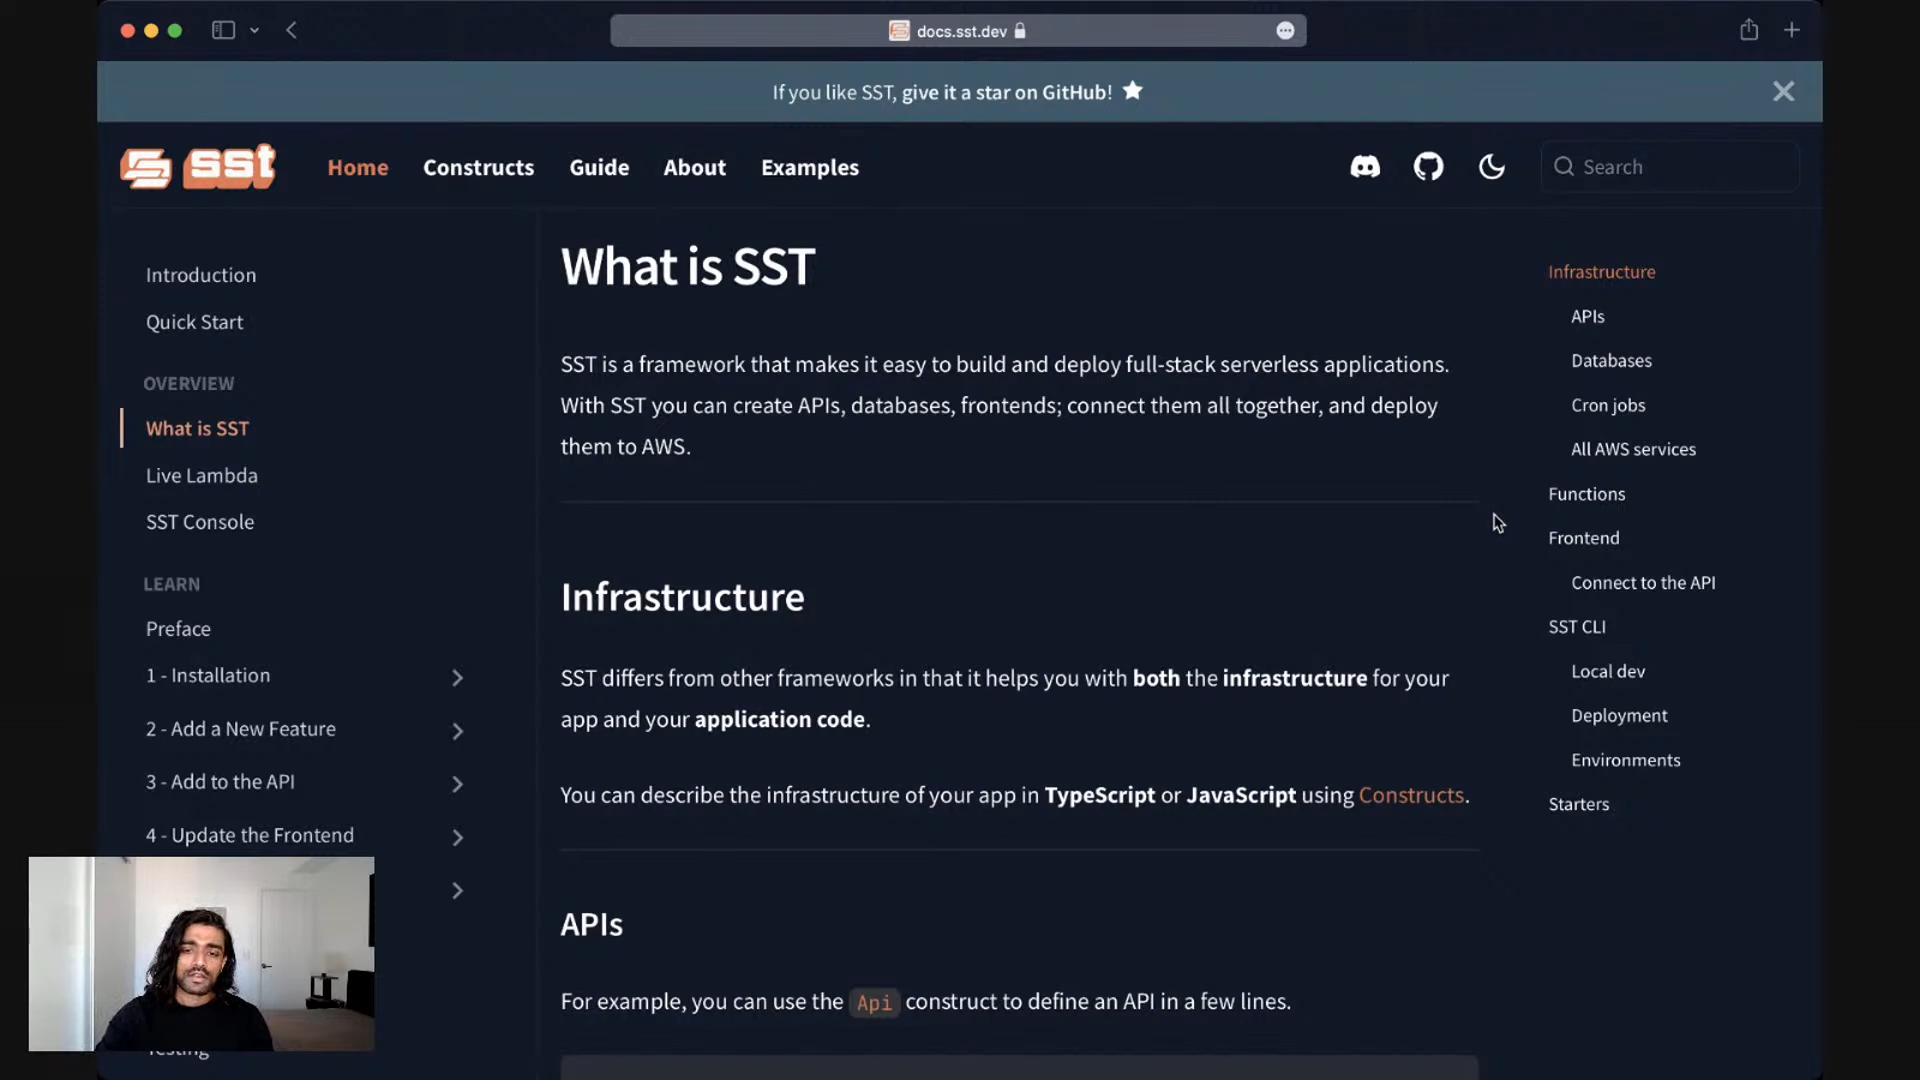 docs.sst.dev
If you like SST, give it a star on GitHub!
sst
Home
Constructs
Guide
About
Examples
Search
Introduction
Quick Start
OVERVIEW
What is SST
Live Lambda
SST Console
LEARN
Preface
1 - Installation
2 - Add a New Feature
3 - Add to the API
4 - Update the Frontend
Testing
What is SST
SST is a framework that makes it easy to build and deploy full-stack serverless applications.
With SST you can create APIs, databases, frontends; connect them all together, and deploy
them to AWS.
Infrastructure
SST differs from other frameworks in that it helps you with both the infrastructure for your
app and your application code.
You can describe the infrastructure of your app in TypeScript or JavaScript using Constructs.
APIs
For example, you can use the Api construct to define an API in a few lines.
Infrastructure
APIs
Databases
Cron jobs
All AWS services
Functions
Frontend
Connect to the API
SST CLI
Local dev
Deployment
Environments
Starters